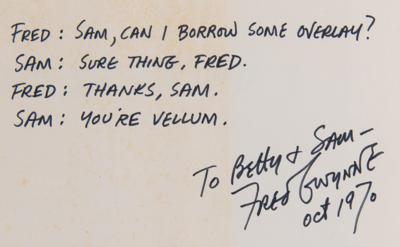 FRED: SAM, CAN I BORROW SOME OVERLAY?
SAM: SURE THING, FRED.
FRED: THANKS, SAM.
SAM: YOU'RE VELLUM.
To Betty & Sam –
FRED GWYNNE
Oct 1970